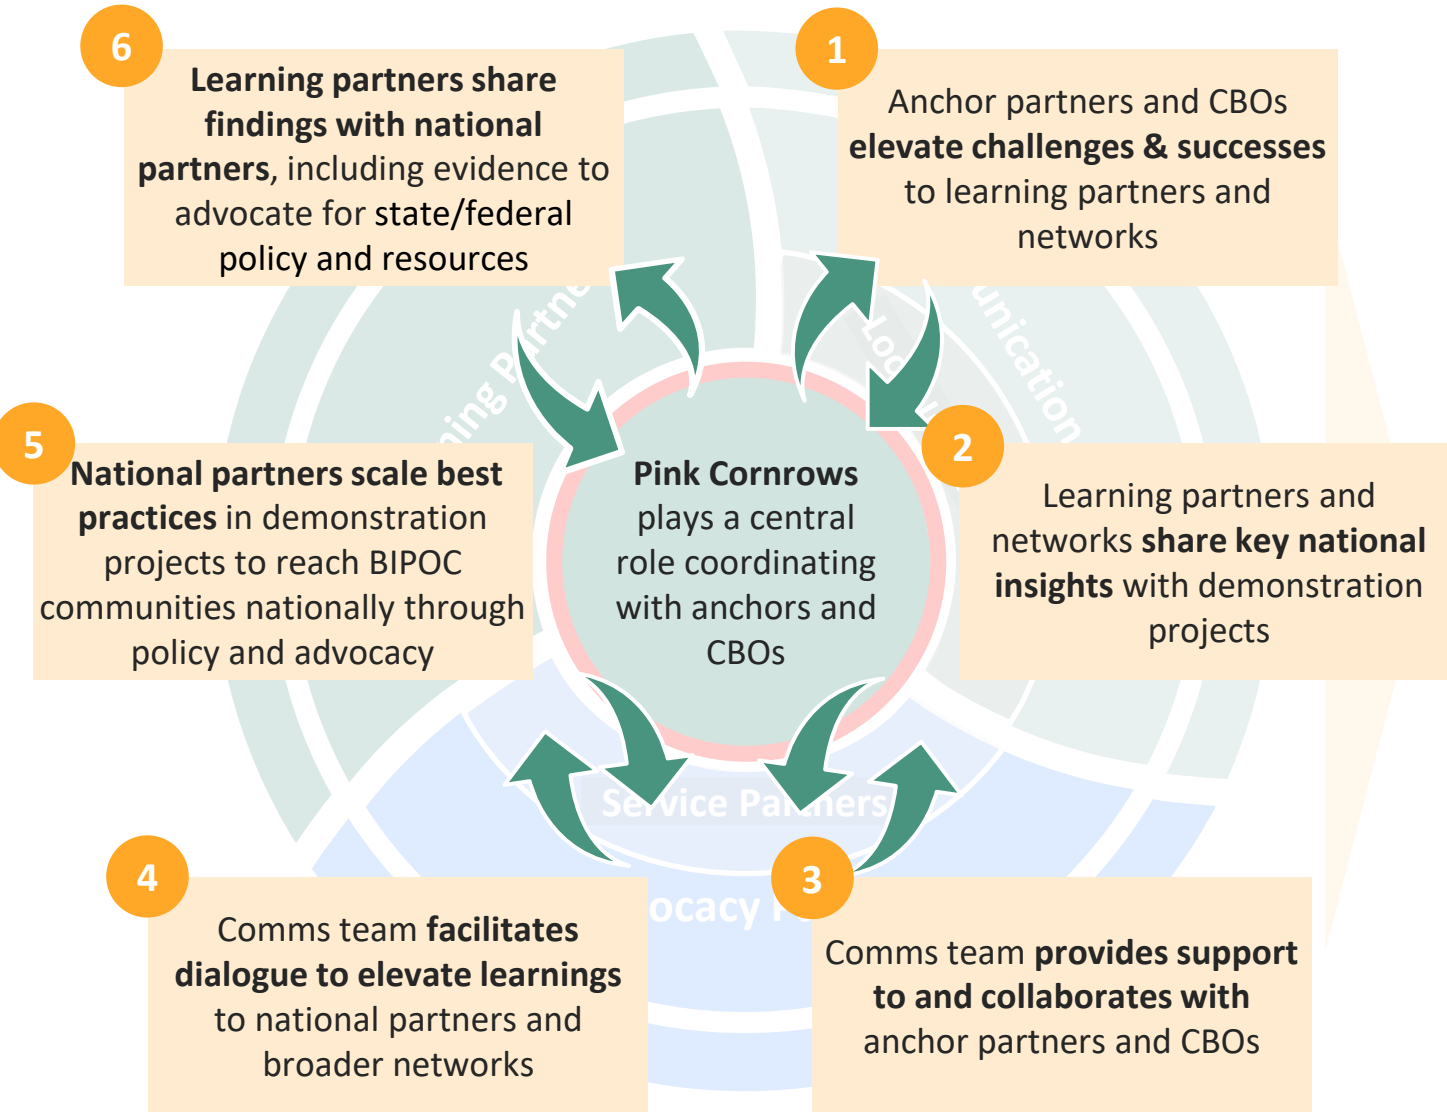 6
Learning partners share
findings with national
partners, including evidence to
advocate for state/federal
policy and resources
1
Anchor partners and CBOs
elevate challenges & successes
to learning partners and
networks
5
National partners scale best
practices in demonstration
projects to reach BIPOC
communities nationally through
policy and advocacy
Pink Cornrows
plays a central
role coordinating
with anchors and
CBOs
2
Learning partners and
networks share key national
insights with demonstration
projects
Service Partners
4
Comms team facilitates
dialogue to elevate learnings
to national partners and
broader networks
3
Comms team provides support
to and collaborates with
anchor partners and CBOs